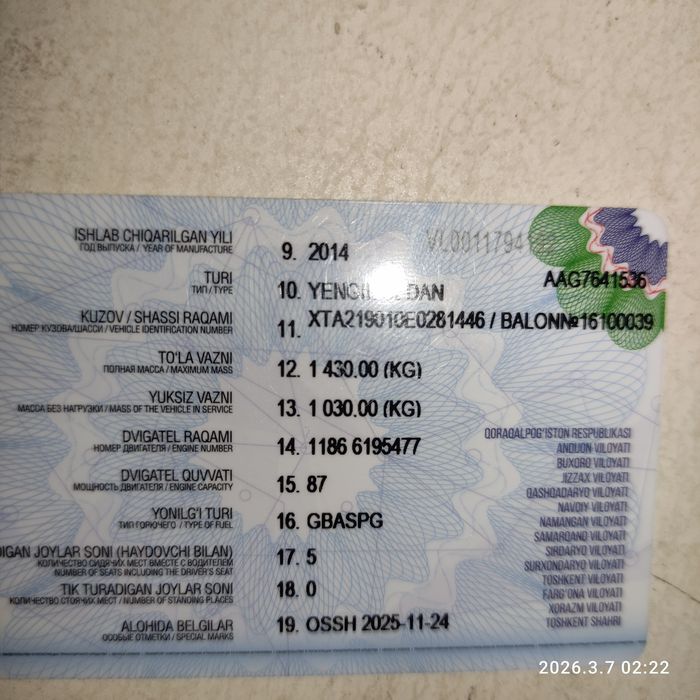 ISHLAB CHIQARILGAN YILI
ГОД ВЫПУСКА / YEAR OF MANUFACTURE
9. 2014
AAG7641536
TURI
ТИП / TYPE
10.
KUZOV / SHASSI RAQAMI
НОМЕР КУЗОВА/ШАССИ / VEHICLE IDENTIFICATION NUMBER
11. XTA219010E0281446 / BALON№16100039
TO'LA VAZNI
ПОЛНАЯ МАССА / MAXIMUM MASS
12. 1 430.00 (KG)
YUKSIZ VAZNI
МАССА БЕЗ НАГРУЗКИ / MASS OF THE VEHICLE IN SERVICE
13. 1 030.00 (KG)
DVIGATEL RAQAMI
НОМЕР ДВИГАТЕЛЯ / ENGINE NUMBER
14. 1186 6195477
DVIGATEL QUVVATI
МОЩНОСТЬ ДВИГАТЕЛЯ / ENGINE CAPACITY
15. 87
YONILG'I TURI
ТИП ГОРЮЧЕГО / TYPE OF FUEL
16. GBASPG
JOYLAR SONI (HAYDOVCHI BILAN)
КОЛИЧЕСТВО СИДЯЧИХ МЕСТ ВМЕСТЕ С ВОДИТЕЛЕМ
NUMBER OF SEATS INCLUDING THE DRIVER'S SEAT
17. 5
TIK TURADIGAN JOYLAR SONI
КОЛИЧЕСТВО СТОЯЧИХ МЕСТ / NUMBER OF STANDING PLACES
18. 0
ALOHIDA BELGILAR
ОСОБЫЕ ОТМЕТКИ / SPECIAL MARKS
19. OSSH 2025-11-24
QORAQALPOG'ISTON RESPUBLIKASI
ANDIJON VILOYATI
BUXORO VILOYATI
JIZZAX VILOYATI
QASHQADARYO VILOYATI
NAVOIY VILOYATI
NAMANGAN VILOYATI
SAMARQAND VILOYATI
SIRDARYO VILOYATI
SURXONDARYO VILOYATI
TOSHKENT VILOYATI
FARG'ONA VILOYATI
XORAZM VILOYATI
TOSHKENT SHAHRI
2026.3.7 02:22